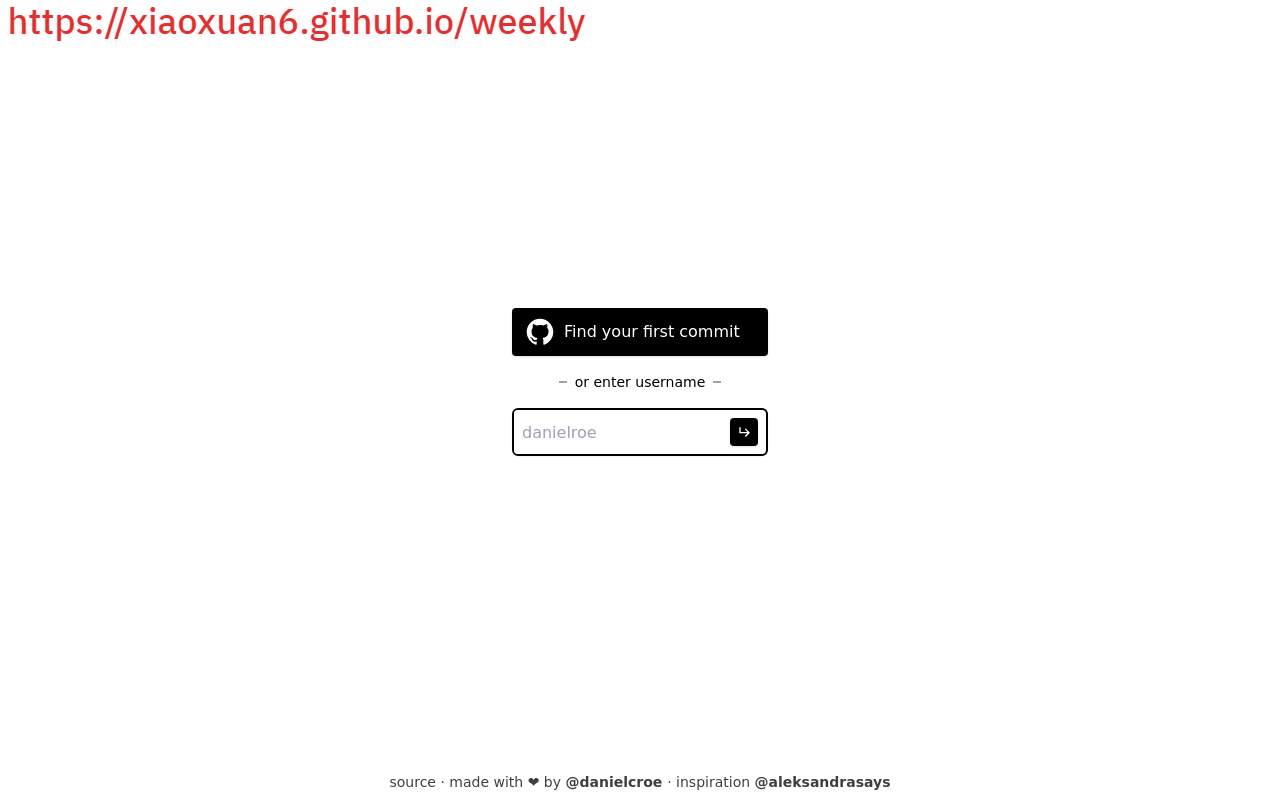 https://xiaoxuan6.github.io/weekly
Find your first commit
– or enter username –
danielroe
source · made with ❤ by @danielcroe · inspiration @aleksandrasays